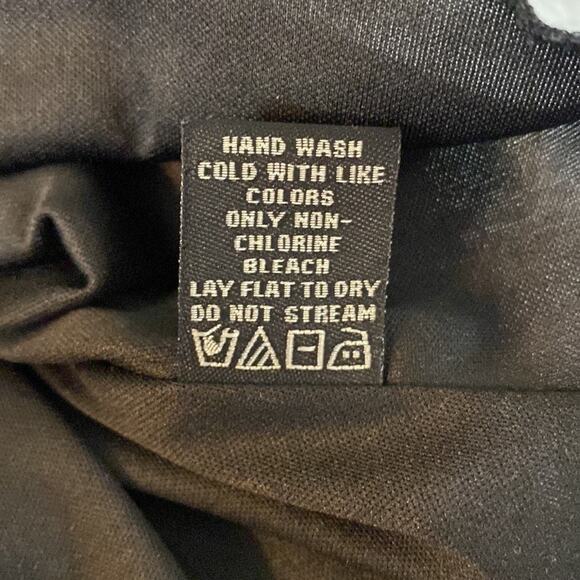 HAND WASH
COLD WITH LIKE
COLORS
ONLY NON-
CHLORINE
BLEACH
LAY FLAT TO DRY
DO NOT STREAM